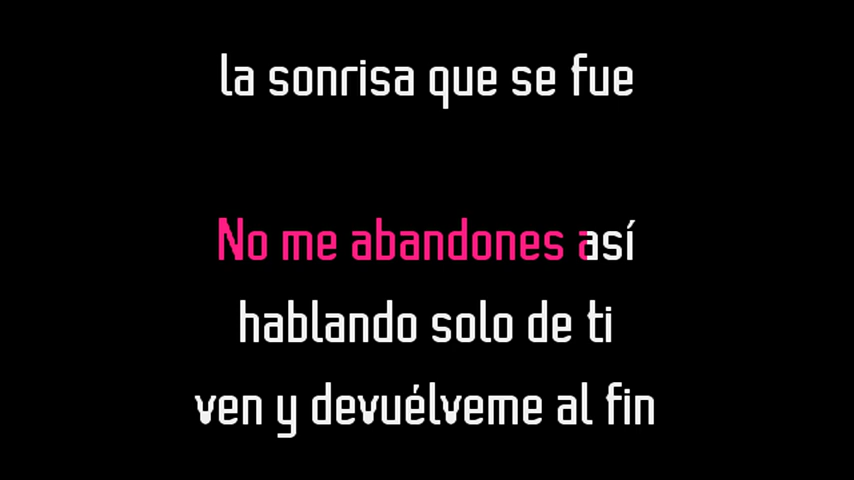 la sonrisa que se fue
No me abandones así
hablando solo de ti
ven y devuélveme al fin